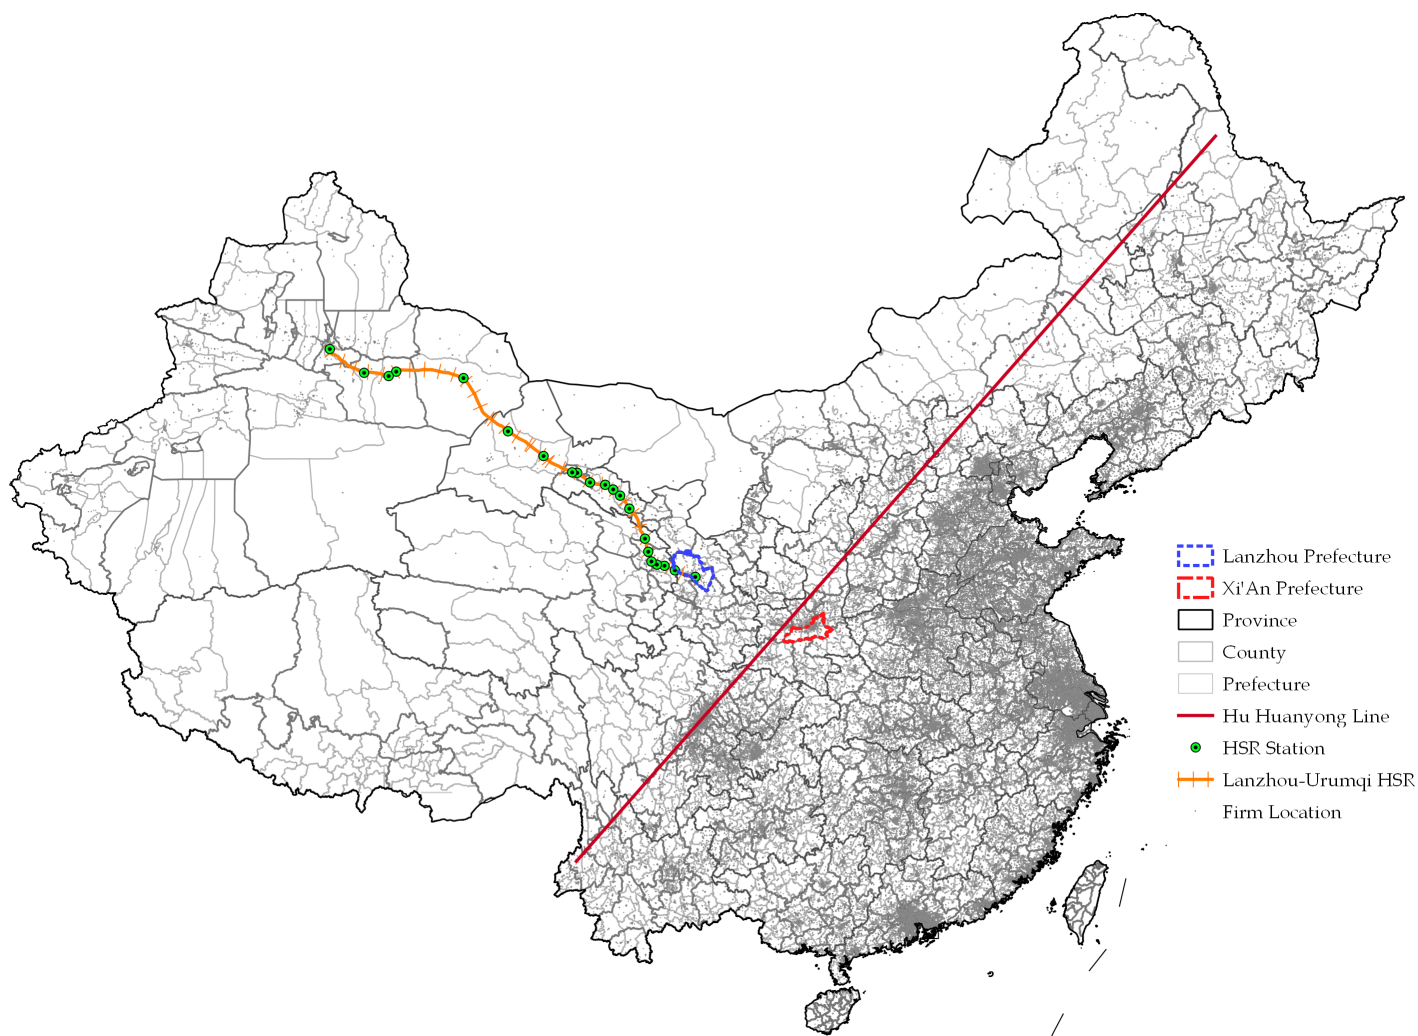 Lanzhou Prefecture
Xi'An Prefecture
Province
County
Prefecture
Hu Huanyong Line
HSR Station
Lanzhou-Urumqi HSR
Firm Location